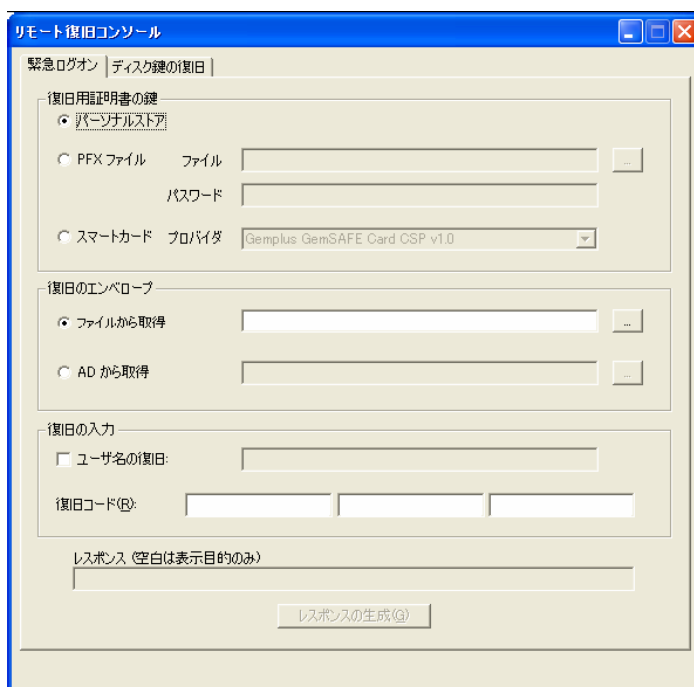 リモート復旧コンソール
緊急ログオン ディスク鍵の復旧
復旧用証明書の鍵
パーソナルストア
PFX ファイル ファイル ...
パスワード
スマートカード プロバイダ Gemplus GemSAFE Card CSP v1.0
復旧のエンベロープ
ファイルから取得 ...
AD から取得 ...
復旧の入力
ユーザ名の復旧:
復旧コード(R):
レスポンス (空白は表示目的のみ)
レスポンスの生成(G)